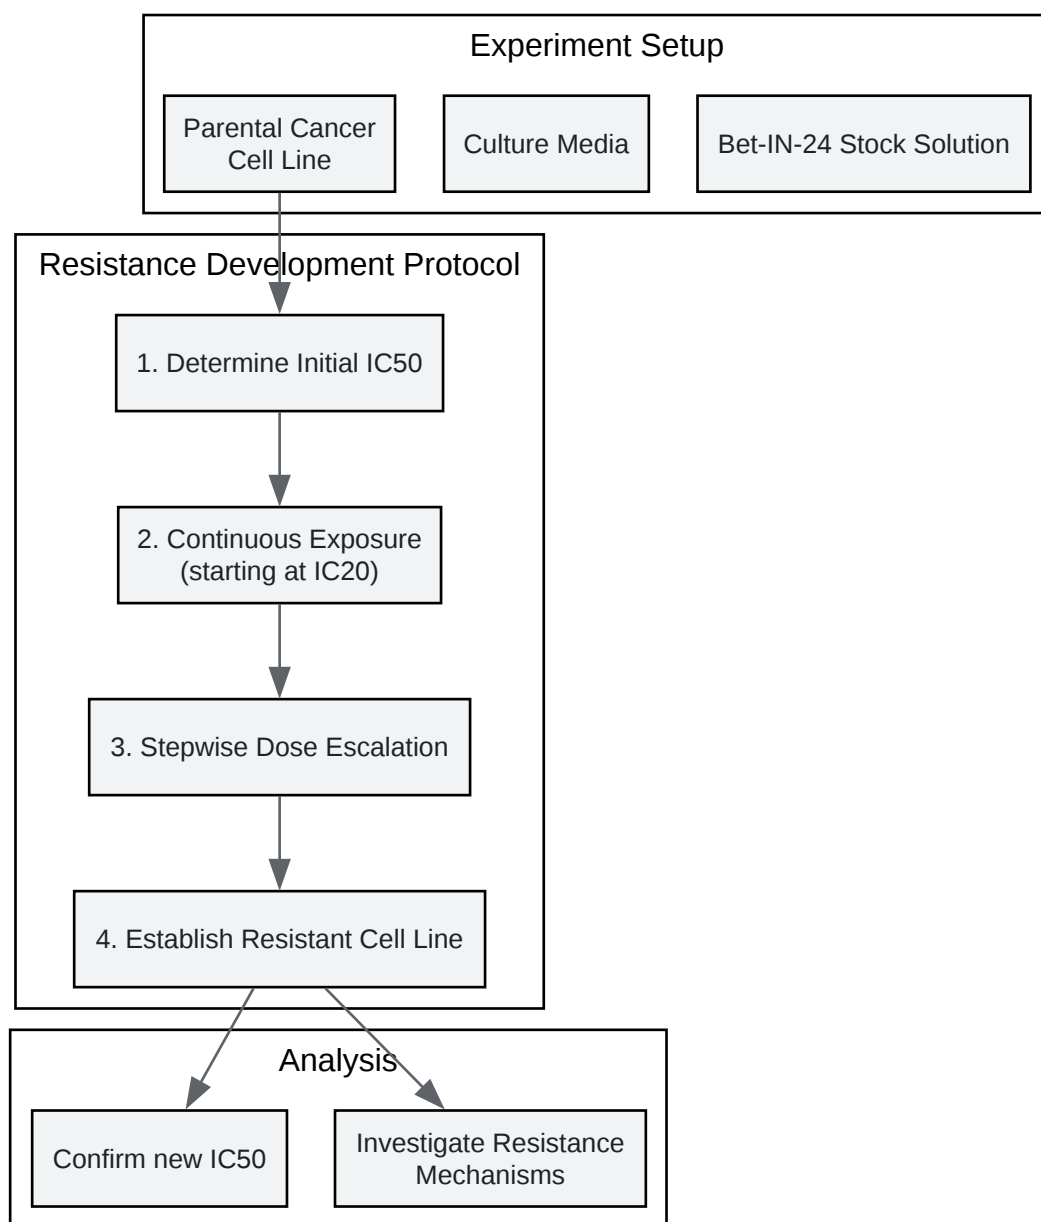 Experiment Setup
Parental Cancer
Cell Line
Culture Media
Bet-IN-24 Stock Solution
Resistance Development Protocol
1. Determine Initial IC50
2. Continuous Exposure
(starting at IC20)
3. Stepwise Dose Escalation
4. Establish Resistant Cell Line
Analysis
Confirm new IC50
Investigate Resistance
Mechanisms